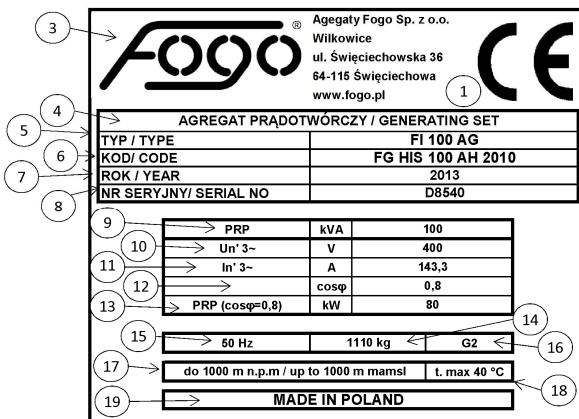 3
Fogo ®
Agegaty Fogo Sp. z o.o.
Wilkowice
ul. Święciechowska 36
64-115 Święciechowa
www.fogo.pl
1
CE
4
AGREGAT PRĄDOTWÓRCZY / GENERATING SET
5
TYP / TYPE FI 100 AG
6
KOD/ CODE FG HIS 100 AH 2010
7
ROK / YEAR 2013
8
NR SERYJNY/ SERIAL NO D8540
9
PRP kVA 100
10
Un' 3~ V 400
11
In' 3~ A 143,3
12
cosφ 0,8
13
PRP (cosφ=0,8) kW 80
14
15
50 Hz 1110 kg G2
16
17
do 1000 m n.p.m / up to 1000 m mamsl t. max 40 °C
18
19
MADE IN POLAND